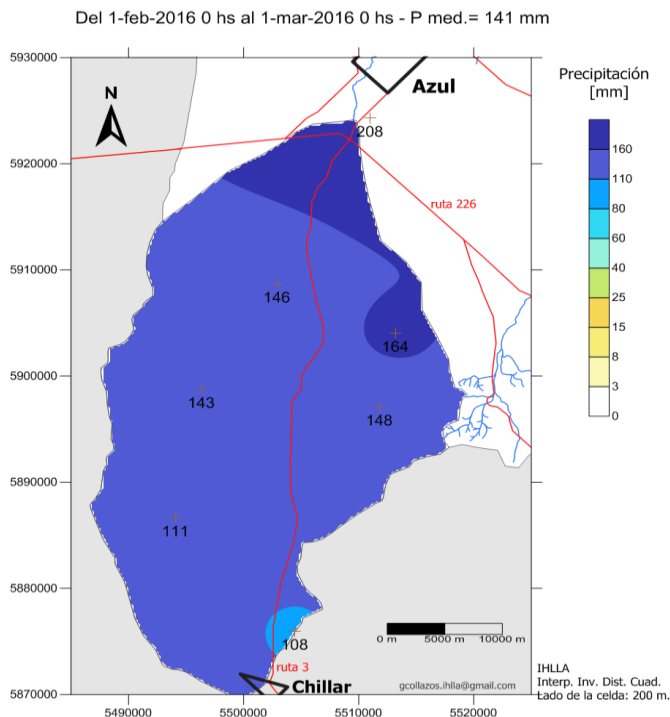 Del 1-feb-2016 0 hs al 1-mar-2016 0 hs - P med.= 141 mm
5930000
5920000
5910000
5900000
5890000
5880000
5870000
5490000
5500000
5510000
5520000
N
Azul
208
ruta 226
146
164
143
148
111
108
ruta 3
Chillar
0 m
5000 m
10000 m
gcollazos.ihlla@gmail.com
Precipitación
[mm]
160
110
80
60
40
25
15
8
3
0
IHLLA
Interp. Inv. Dist. Cuad.
Lado de la celda: 200 m.